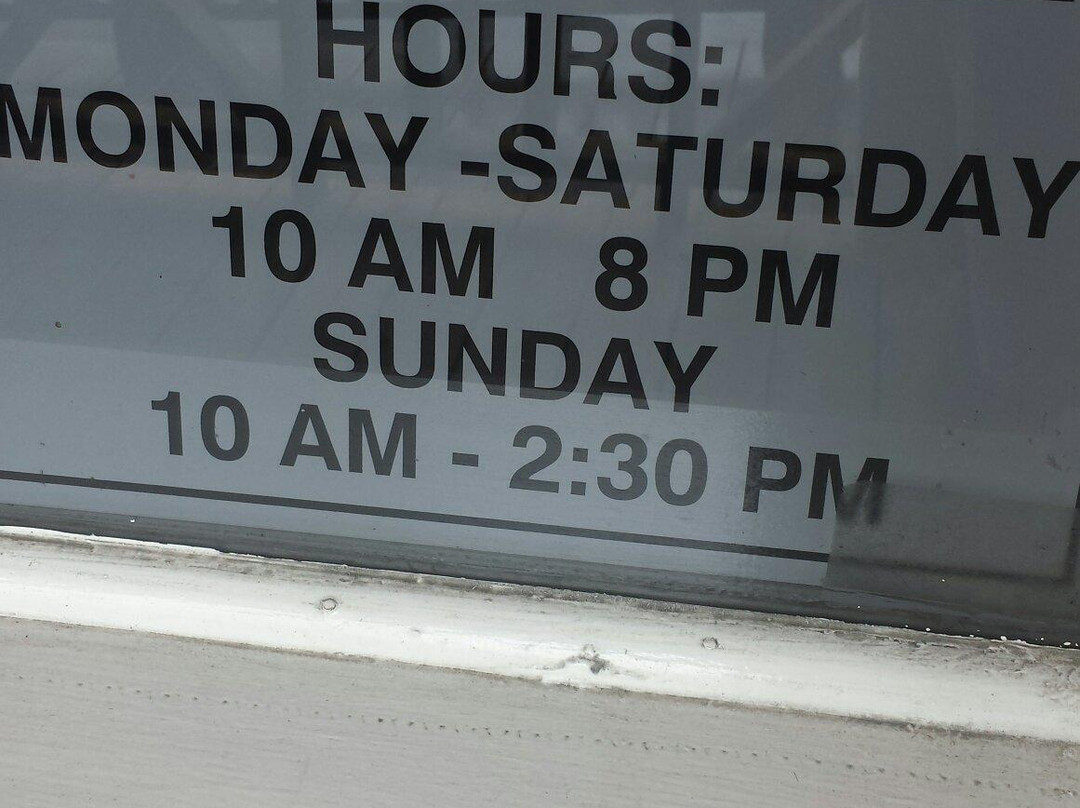 HOURS:
MONDAY -SATURDAY
10 AM 8 PM
SUNDAY
10 AM - 2:30 PM